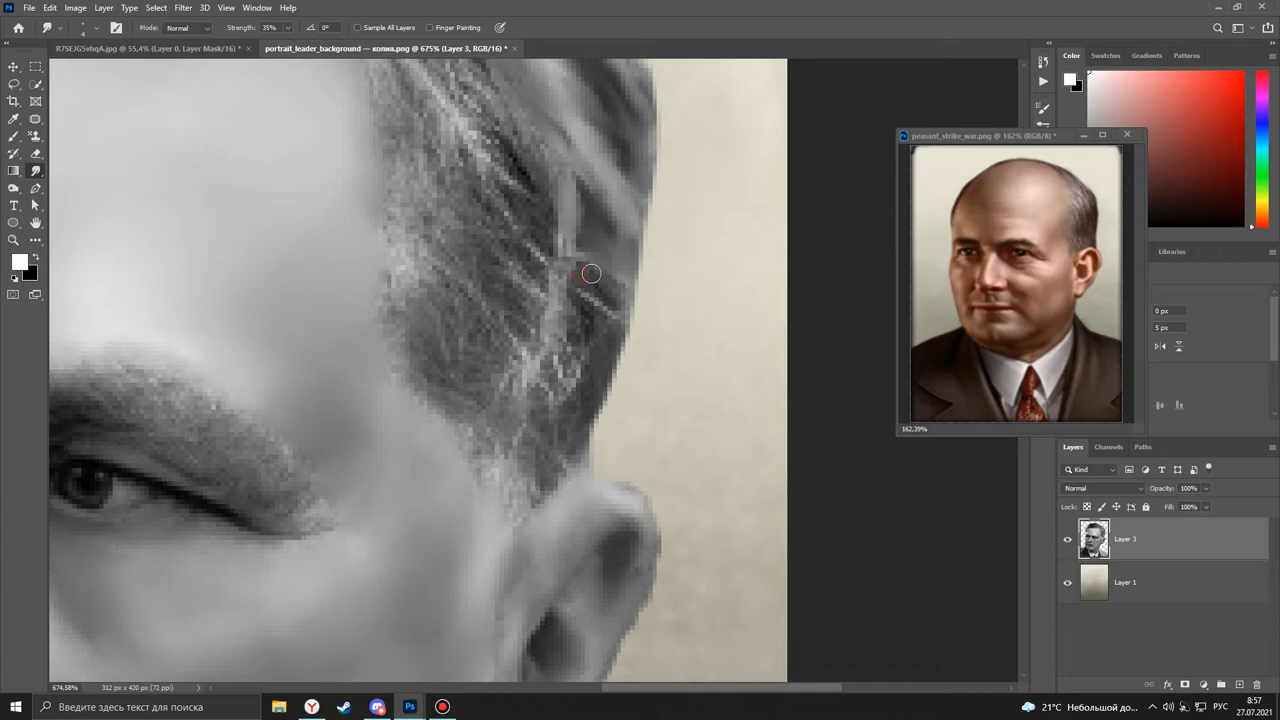 File Edit Image Layer Type Select Filter 3D View Window Help
Mode: Normal Strength: 35% 0° Sample All Layers Finger Painting
R7SEJG5vhqA.jpg @ 55,4% (Layer 0, Layer Mask/16) *
portrait_leader_background — копия.png @ 675% (Layer 3, RGB/16) *
Color Swatches Gradients Patterns
peasant_strike_war.png @ 162% (RGB/8) *
Libraries
0 px
5 px
162,39%
Layers Channels Paths
Kind
Normal Opacity: 100%
Lock: Fill: 100%
Layer 3
Layer 1
674,58% 312 px x 420 px (72 ppi)
Введите здесь текст для поиска
21°C Небольшой до... РУС
8:57
27.07.2021